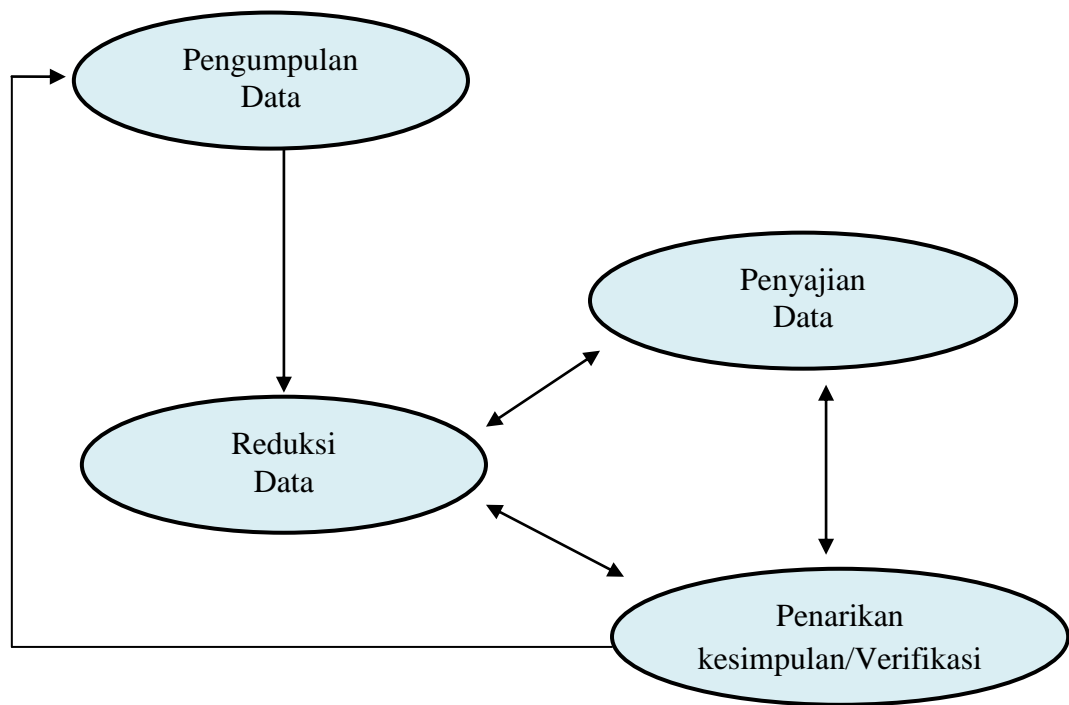 Pengumpulan
Data
Penyajian
Data
Reduksi
Data
Penarikan
kesimpulan/Verifikasi